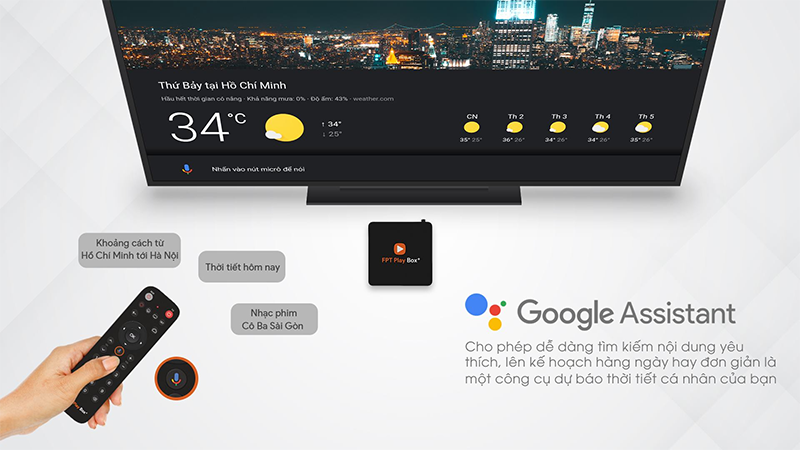 Thứ Bảy tại Hồ Chí Minh
Hầu hết thời gian có nắng · Khả năng mưa: 0% · Độ ẩm: 43% · weather.com
34°C
↑ 34°
↓ 25°
CN Th 2 Th 3 Th 4 Th 5
35° 25° 36° 26° 34° 26° 34° 26° 35° 26°
Nhấn vào nút micrô để nói
FPT Play Box+
Khoảng cách từ
Hồ Chí Minh tới Hà Nội
Thời tiết hôm nay
Nhạc phim
Cô Ba Sài Gòn
OK
Play Box+
Google Assistant
Cho phép dễ dàng tìm kiếm nội dung yêu
thích, lên kế hoạch hàng ngày hay đơn giản là
một công cụ dự báo thời tiết cá nhân của bạn